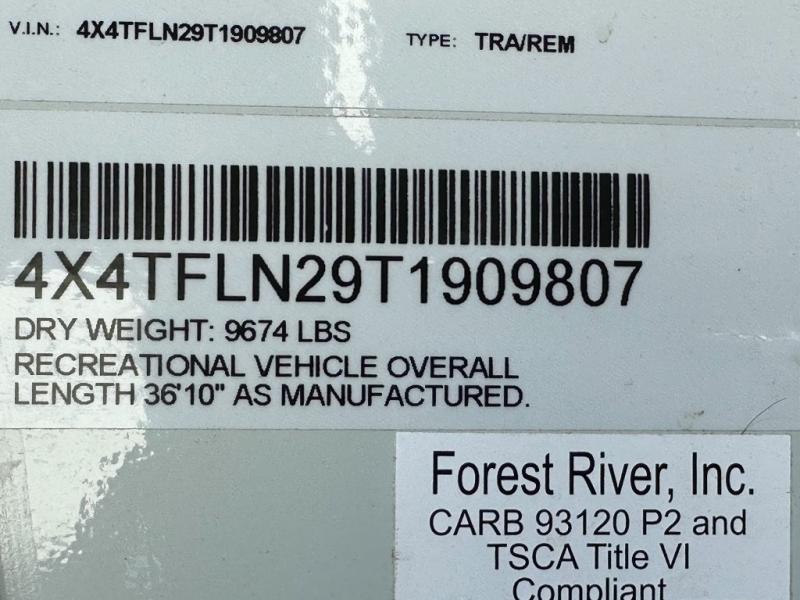 V.I.N.: 4X4TFLN29T1909807 TYPE: TRA/REM
4X4TFLN29T1909807
DRY WEIGHT: 9674 LBS
RECREATIONAL VEHICLE OVERALL
LENGTH 36'10" AS MANUFACTURED.
Forest River, Inc.
CARB 93120 P2 and
TSCA Title VI
Compliant